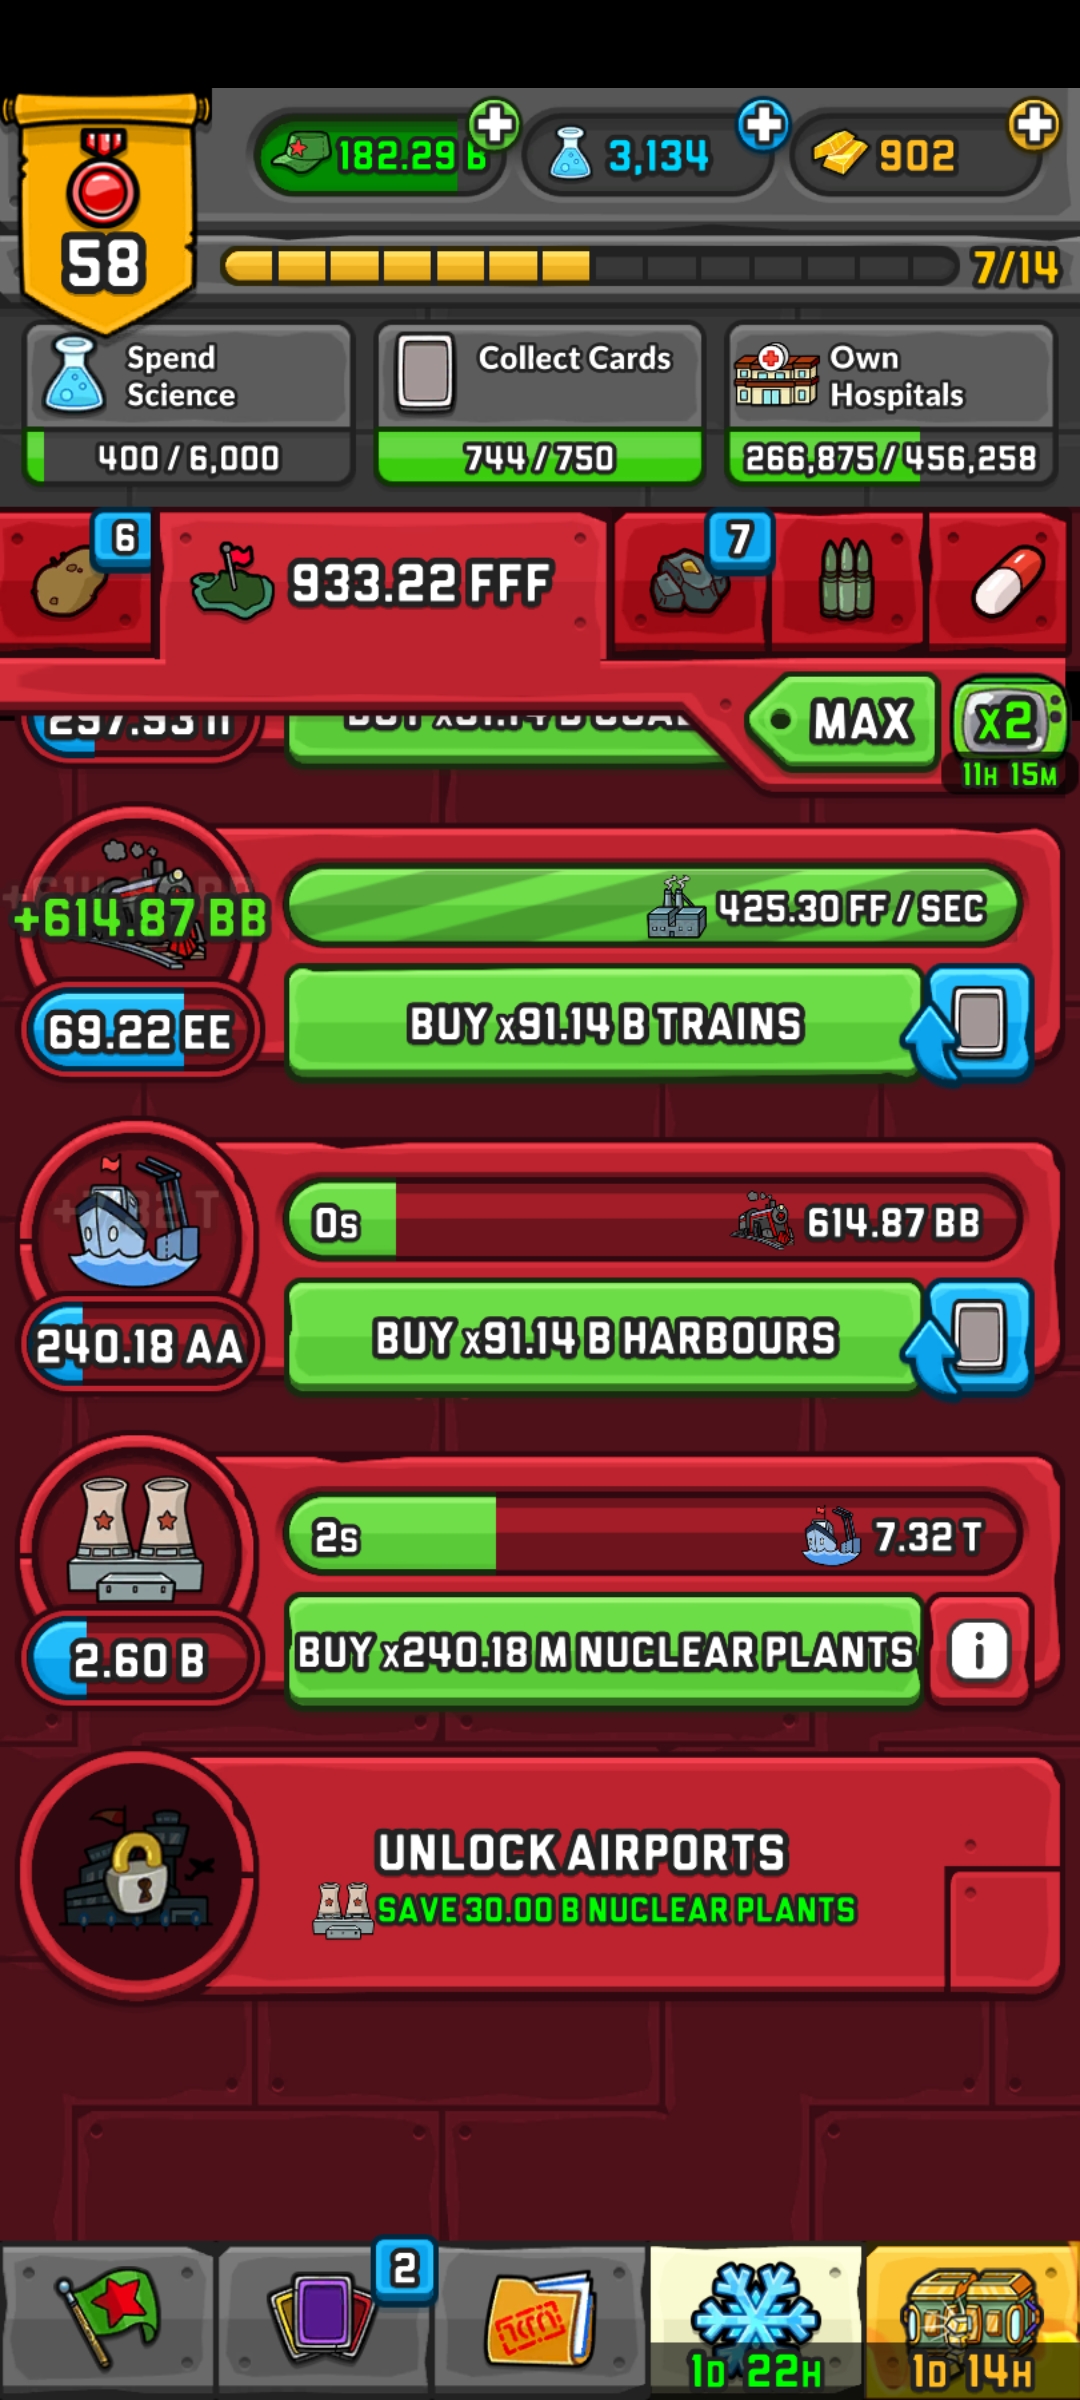 182.29 B
3,134
902
58
7/14
Spend
Science
400 / 6,000
Collect Cards
744 / 750
Own
Hospitals
266,875 / 456,258
6
933.22 FFF
7
MAX
x2
11H 15M
+614.87 BB
425.30 FF / SEC
69.22 EE
BUY x91.14 B TRAINS
0s
614.87 BB
240.18 AA
BUY x91.14 B HARBOURS
2s
7.32 T
2.60 B
BUY x240.18 M NUCLEAR PLANTS
i
UNLOCK AIRPORTS
SAVE 30.00 B NUCLEAR PLANTS
2
1D 22H
1D 14H